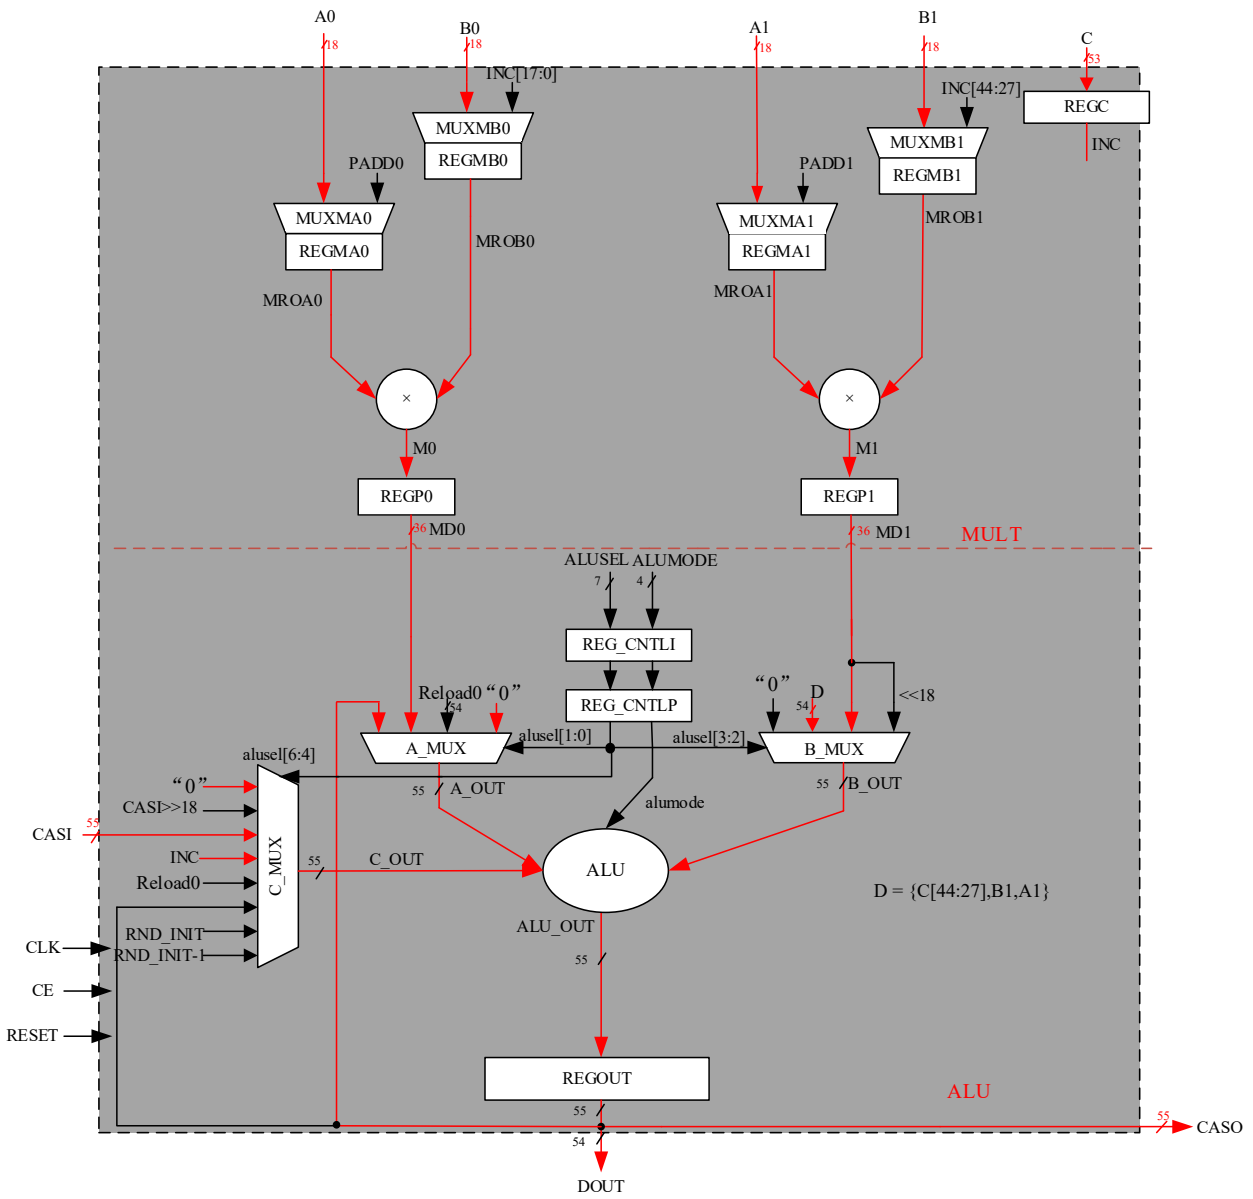 A0
B0
A1
B1
C
18
18
18
18
53
INC[17:0]
INC[44:27]
REGC
MUXMB0
MUXMB1
INC
REGMB0
PADD0
PADD1
REGMB1
MUXMA0
MUXMA1
MROB1
MROB0
REGMA0
REGMA1
MROA0
MROA1
×
×
M0
M1
REGP0
REGP1
36 MD0
36 MD1
MULT
ALUSEL ALUMODE
7
4
REG_CNTLI
Reload0 “0”
54
REG_CNTLP
“0”
D
54
<<18
alusel[1:0]
alusel[3:2]
A_MUX
B_MUX
alusel[6:4]
“0”
55
A_OUT
55
B_OUT
CASI>>18
alumode
55
CASI
INC
C_MUX
55
C_OUT
ALU
Reload0
D = {C[44:27],B1,A1}
ALU_OUT
RND_INIT
CLK
RND_INIT-1
55
CE
RESET
REGOUT
ALU
55
55
CASO
54
DOUT